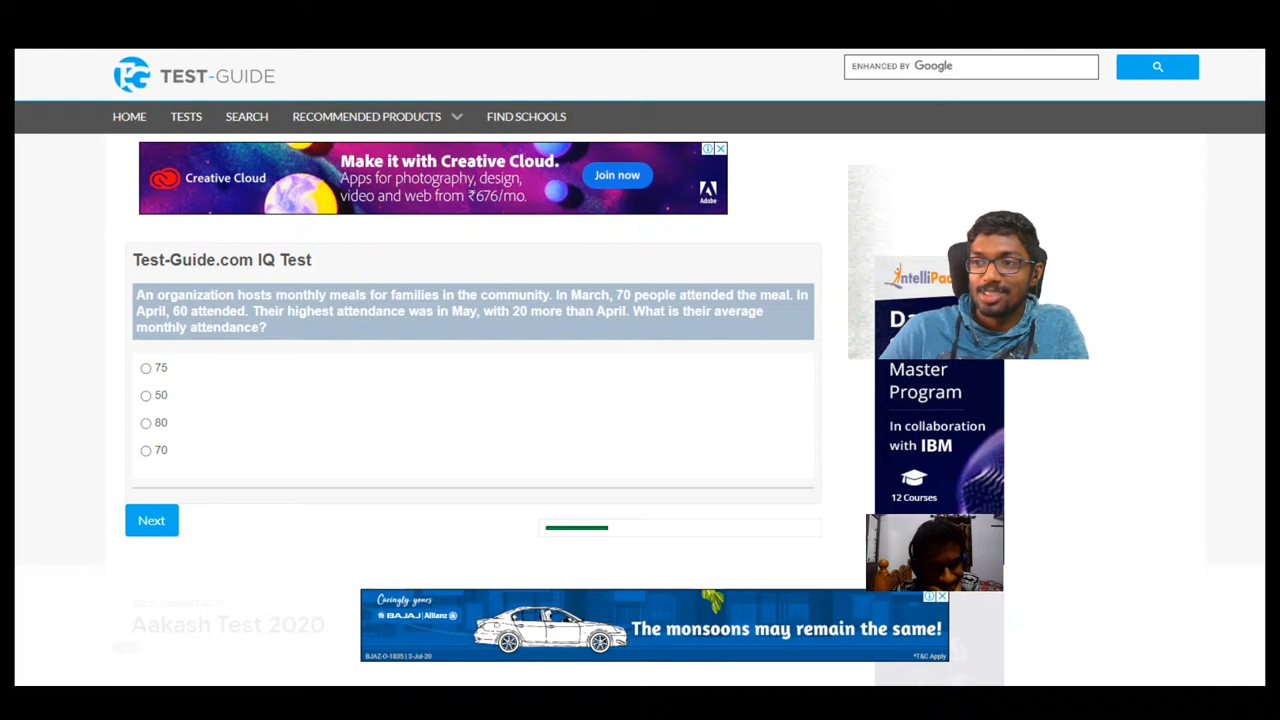 TEST-GUIDE
ENHANCED BY Google
HOME TESTS SEARCH RECOMMENDED PRODUCTS FIND SCHOOLS
Creative Cloud
Make it with Creative Cloud.
Apps for photography, design,
video and web from ₹676/mo.
Join now
Adobe
Test-Guide.com IQ Test
An organization hosts monthly meals for families in the community. In March, 70 people attended the meal. In
April, 60 attended. Their highest attendance was in May, with 20 more than April. What is their average
monthly attendance?
75
50
80
70
Next
Master
Program
In collaboration
with IBM
12 Courses
Aakash Test 2020
Caringly yours
BAJAJ Allianz
The monsoons may remain the same!
BJAZ-O-1835 | 3-Jul-20
*T&C Apply